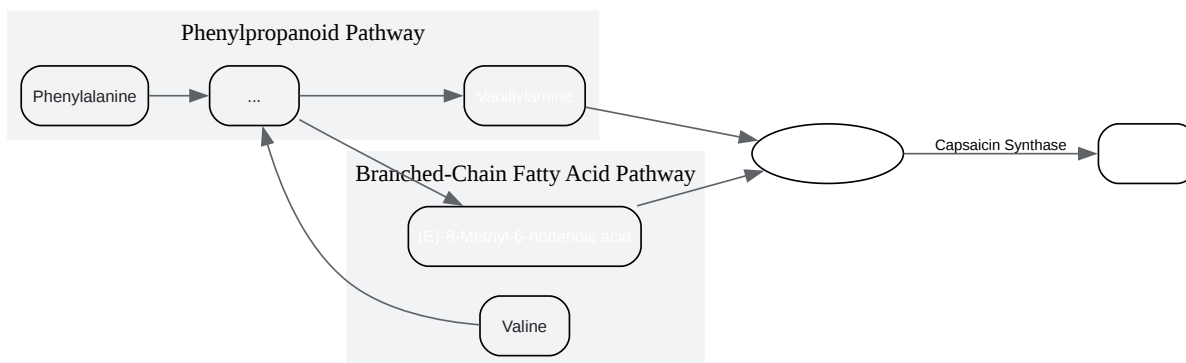 Phenylpropanoid Pathway
Phenylalanine
...
Vanillylamine
Capsaicin Synthase
Branched-Chain Fatty Acid Pathway
(E)-8-Methyl-6-nonenoic acid
Valine